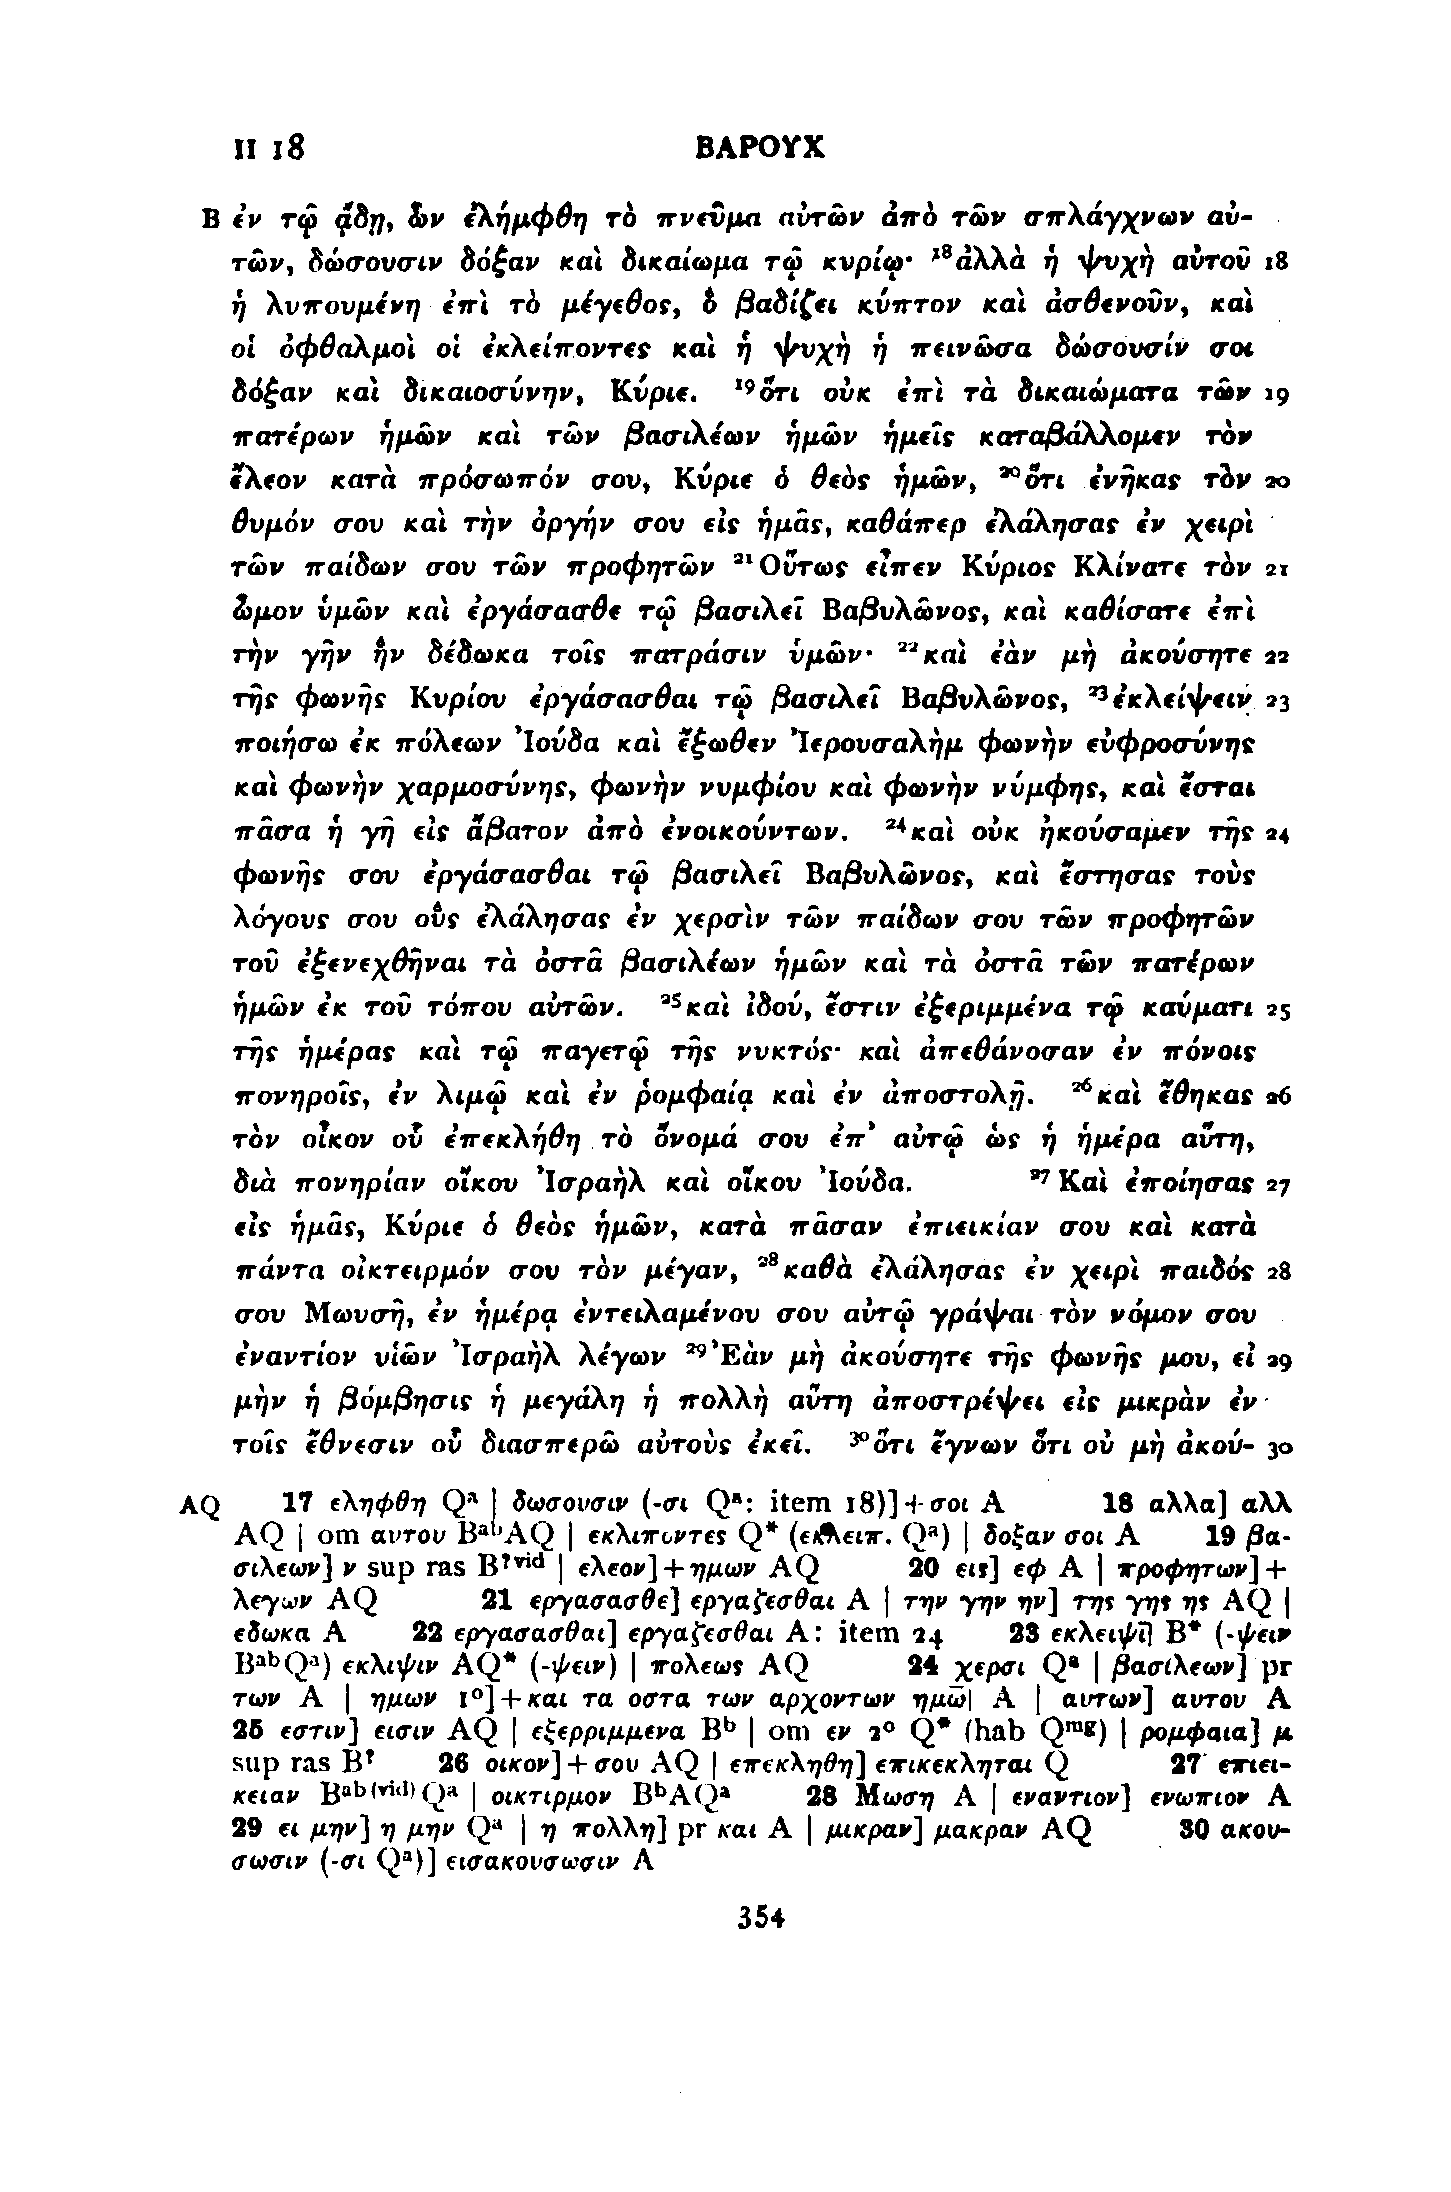 II 18 ΒΑΡΟΥΧ
B ἐν τῷ ᾅδῃ, ὧν ἐλήμφθη τὸ πνεῦμα αὐτῶν ἀπὸ τῶν σπλάγχνων αὐ-
τῶν, δώσουσιν δόξαν καὶ δικαίωμα τῷ κυρίῳ· ¹⁸ἀλλὰ ἡ ψυχὴ αὐτοῦ 18
ἡ λυπουμένη ἐπὶ τὸ μέγεθος, ὃ βαδίζει κύπτον καὶ ἀσθενοῦν, καὶ
οἱ ὀφθαλμοὶ οἱ ἐκλείποντες καὶ ἡ ψυχὴ ἡ πεινῶσα δώσουσίν σοι
δόξαν καὶ δικαιοσύνην, Κύριε. ¹⁹ὅτι οὐκ ἐπὶ τὰ δικαιώματα τῶν 19
πατέρων ἡμῶν καὶ τῶν βασιλέων ἡμῶν ἡμεῖς καταβάλλομεν τὸν
ἔλεον κατὰ πρόσωπόν σου, Κύριε ὁ θεὸς ἡμῶν, ²⁰ὅτι ἐνῆκας τὸν 20
θυμόν σου καὶ τὴν ὀργήν σου εἰς ἡμᾶς, καθάπερ ἐλάλησας ἐν χειρὶ
τῶν παίδων σου τῶν προφητῶν ²¹Οὕτως εἶπεν Κύριος Κλίνατε τὸν 21
ὦμον ὑμῶν καὶ ἐργάσασθε τῷ βασιλεῖ Βαβυλῶνος, καὶ καθίσατε ἐπὶ
τὴν γῆν ἣν δέδωκα τοῖς πατράσιν ὑμῶν· ²²καὶ ἐὰν μὴ ἀκούσητε 22
τῆς φωνῆς Κυρίου ἐργάσασθαι τῷ βασιλεῖ Βαβυλῶνος, ²³ἐκλείψειν 23
ποιήσω ἐκ πόλεων Ἰούδα καὶ ἔξωθεν Ἰερουσαλὴμ φωνὴν εὐφροσύνης
καὶ φωνὴν χαρμοσύνης, φωνὴν νυμφίου καὶ φωνὴν νύμφης, καὶ ἔσται
πᾶσα ἡ γῆ εἰς ἄβατον ἀπὸ ἐνοικούντων. ²⁴καὶ οὐκ ἠκούσαμεν τῆς 24
φωνῆς σου ἐργάσασθαι τῷ βασιλεῖ Βαβυλῶνος, καὶ ἔστησας τοὺς
λόγους σου οὓς ἐλάλησας ἐν χερσὶν τῶν παίδων σου τῶν προφητῶν
τοῦ ἐξενεχθῆναι τὰ ὀστᾶ βασιλέων ἡμῶν καὶ τὰ ὀστᾶ τῶν πατέρων
ἡμῶν ἐκ τοῦ τόπου αὐτῶν. ²⁵καὶ ἰδού, ἔστιν ἐξεριμμένα τῷ καύματι 25
τῆς ἡμέρας καὶ τῷ παγετῷ τῆς νυκτός· καὶ ἀπεθάνοσαν ἐν πόνοις
πονηροῖς, ἐν λιμῷ καὶ ἐν ῥομφαίᾳ καὶ ἐν ἀποστολῇ. ²⁶καὶ ἔθηκας 26
τὸν οἶκον οὗ ἐπεκλήθη τὸ ὄνομά σου ἐπ᾽ αὐτῷ ὡς ἡ ἡμέρα αὕτη,
διὰ πονηρίαν οἴκου Ἰσραὴλ καὶ οἴκου Ἰούδα. ²⁷Καὶ ἐποίησας 27
εἰς ἡμᾶς, Κύριε ὁ θεὸς ἡμῶν, κατὰ πᾶσαν ἐπιεικίαν σου καὶ κατὰ
πάντα οἰκτειρμόν σου τὸν μέγαν, ²⁸καθὰ ἐλάλησας ἐν χειρὶ παιδός 28
σου Μωυσῆ, ἐν ἡμέρᾳ ἐντειλαμένου σου αὐτῷ γράψαι τὸν νόμον σου
ἐναντίον υἱῶν Ἰσραὴλ λέγων ²⁹Ἐὰν μὴ ἀκούσητε τῆς φωνῆς μου, εἰ 29
μὴν ἡ βόμβησις ἡ μεγάλη ἡ πολλὴ αὕτη ἀποστρέψει εἰς μικρὰν ἐν
τοῖς ἔθνεσιν οὗ διασπερῶ αὐτοὺς ἐκεῖ. ³⁰ὅτι ἔγνων ὅτι οὐ μὴ ἀκού- 30
AQ 17 εληφθη Qᵃ | δωσουσιν (-σι Qᵃ: item 18)]+σοι A 18 αλλα] αλλ
AQ | om αυτου BᵃᵇAQ | εκλιποντες Q* (εκλειπ. Qᵃ) | δοξαν σοι A 19 βα-
σιλεων] ν sup ras B?ᵛⁱᵈ | ελεον]+ημων AQ 20 εις] εφ A | προφητων]+
λεγων AQ 21 εργασασθε] εργαζεσθαι A | την γην ην] της γης ης AQ |
εδωκα A 22 εργασασθαι] εργαζεσθαι A: item 24 23 εκλειψῑ] B* (-ψειν
BᵃᵇQᵃ) εκλιψιν AQ* (-ψειν) | πολεως AQ 24 χερσι Qᵃ | βασιλεων] pr
των A | ημων 1°]+και τα οστα των αρχοντων ημω̄| A | αυτων] αυτου A
25 εστιν] εισιν AQ | εξερριμμενα Bᵇ | om εν 2° Q* (hab Qᵐᵍ) | ρομφαια] μ
sup ras B? 26 οικον]+σου AQ | επεκληθη] επικεκληται Q 27 επιει-
κειαν Bᵃᵇ⁽ᵛⁱᵈ⁾Qᵃ | οικτιρμον BᵇAQᵃ 28 Μωση A | εναντιον] ενωπιον A
29 ει μην] η μην Qᵃ | η πολλη] pr και A | μικραν] μακραν AQ 30 ακου-
σωσιν (-σι Qᵃ)] εισακουσωσιν A
354